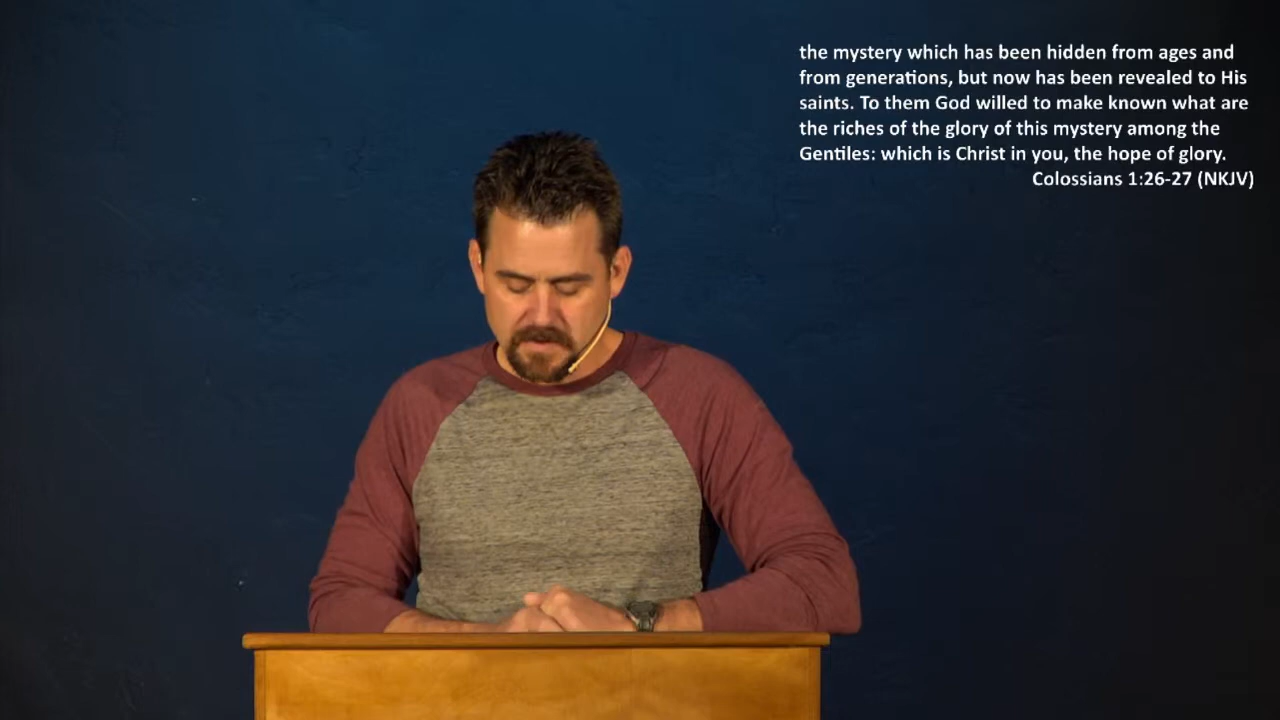 the mystery which has been hidden from ages and
from generations, but now has been revealed to His
saints. To them God willed to make known what are
the riches of the glory of this mystery among the
Gentiles: which is Christ in you, the hope of glory.
Colossians 1:26-27 (NKJV)